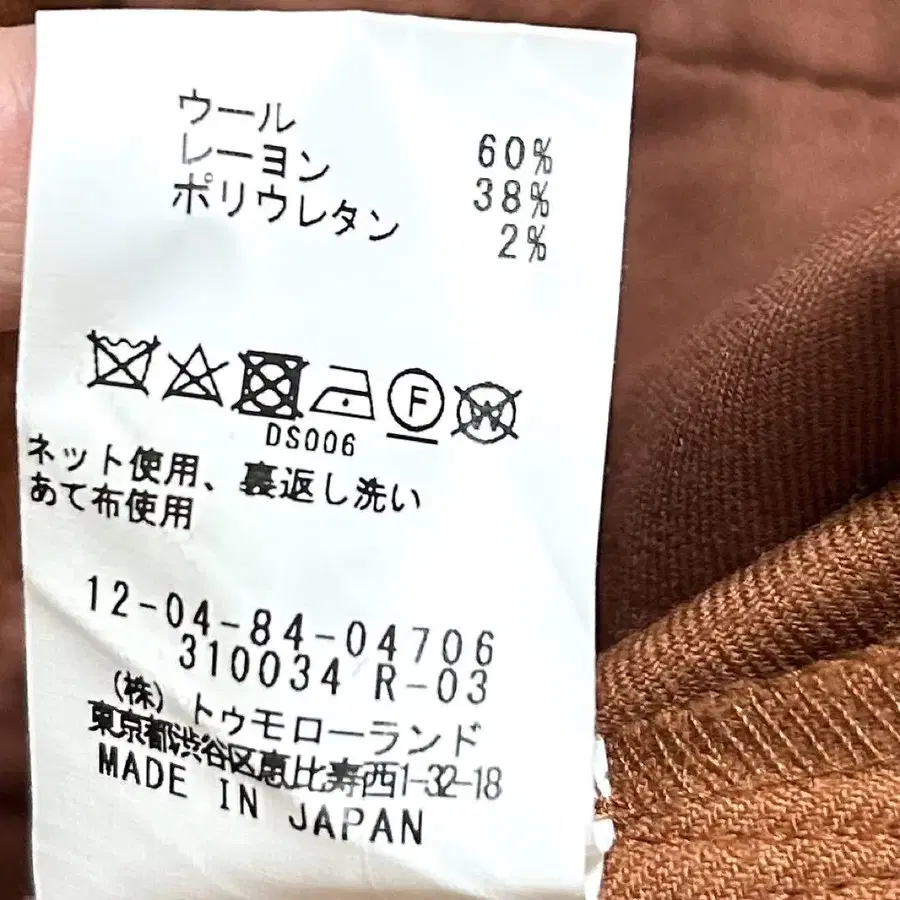 ウール 60%
レーヨン 38%
ポリウレタン 2%
F
W
DS006
ネット使用、裏返し洗い
あて布使用
12-04-84-04706
310034 R-03
(株)トゥモローランド
東京都渋谷区恵比寿西1-32-18
MADE IN JAPAN